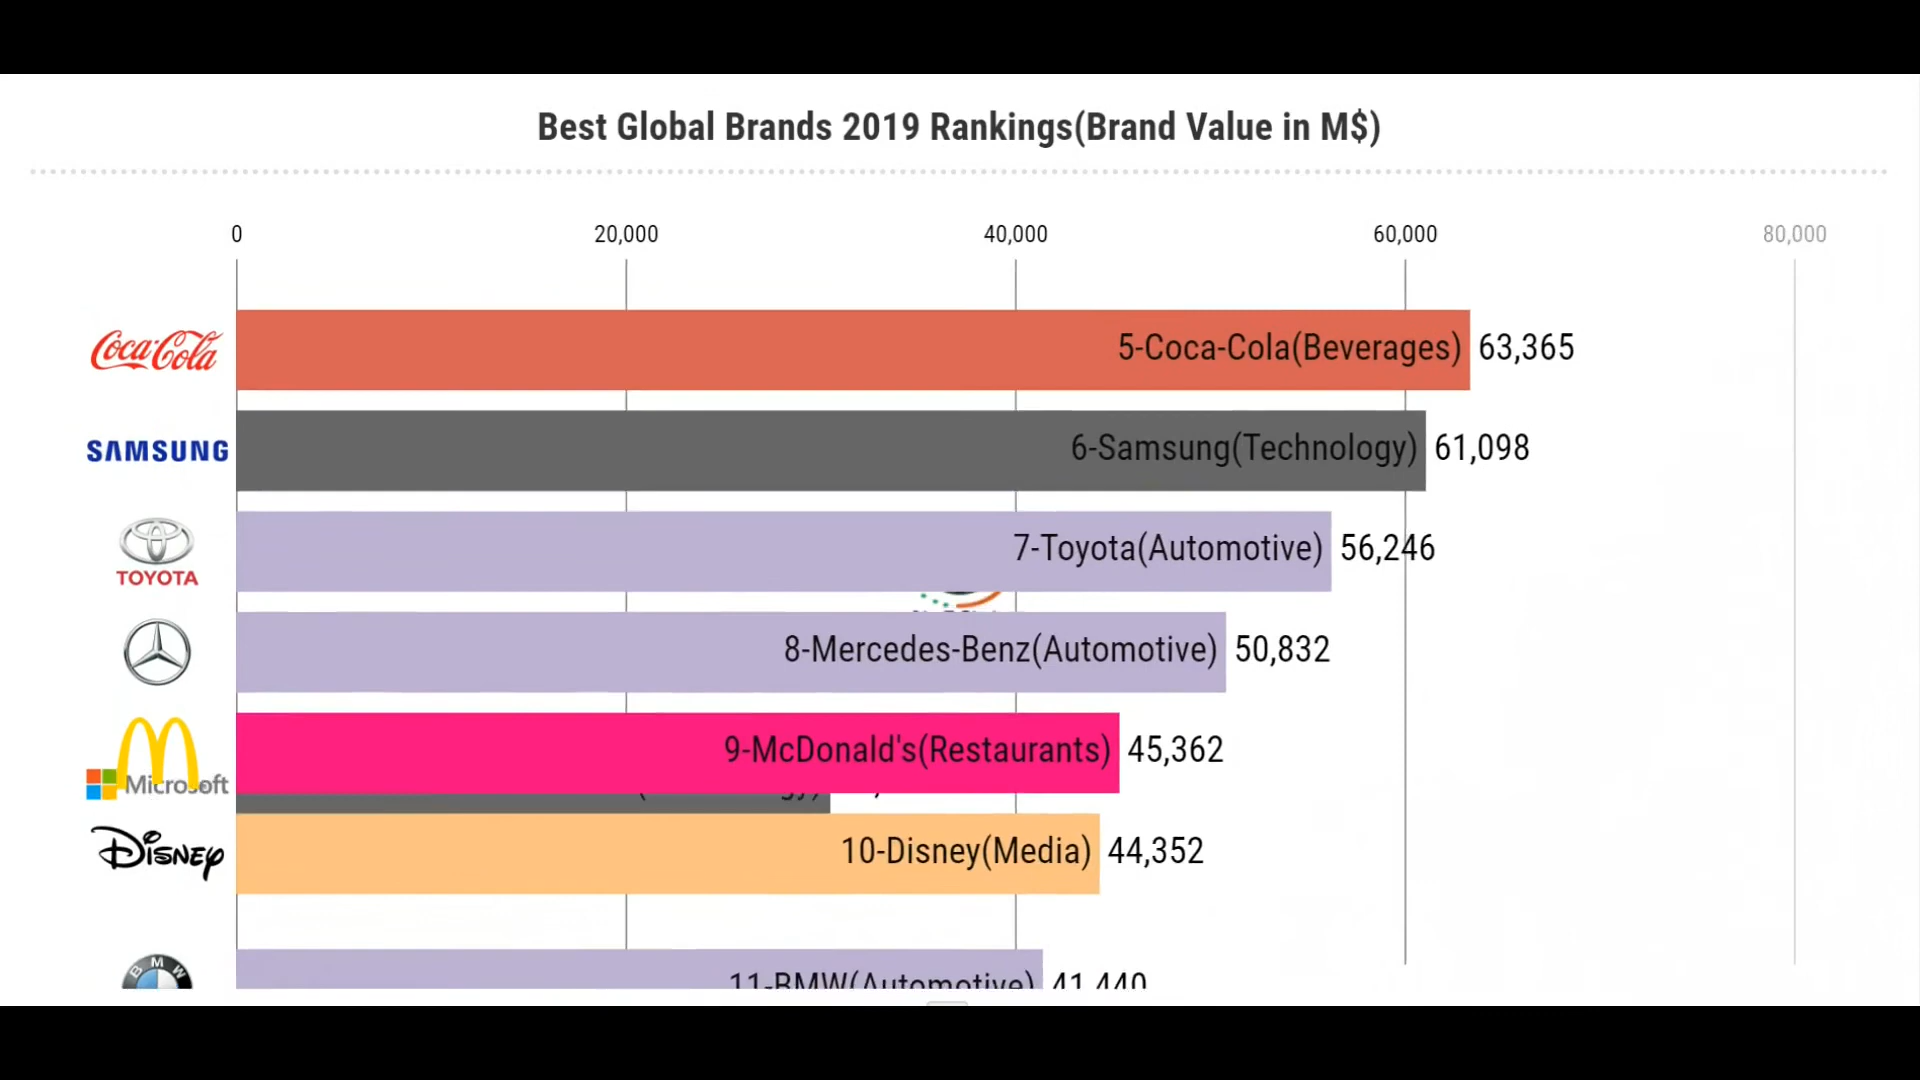 Best Global Brands 2019 Rankings(Brand Value in M$)
0 20,000 40,000 60,000 80,000
Coca-Cola 5-Coca-Cola(Beverages) 63,365
SAMSUNG 6-Samsung(Technology) 61,098
TOYOTA 7-Toyota(Automotive) 56,246
8-Mercedes-Benz(Automotive) 50,832
9-McDonald's(Restaurants) 45,362
Microsoft
Disney 10-Disney(Media) 44,352
BMW 11-BMW(Automotive) 41,440